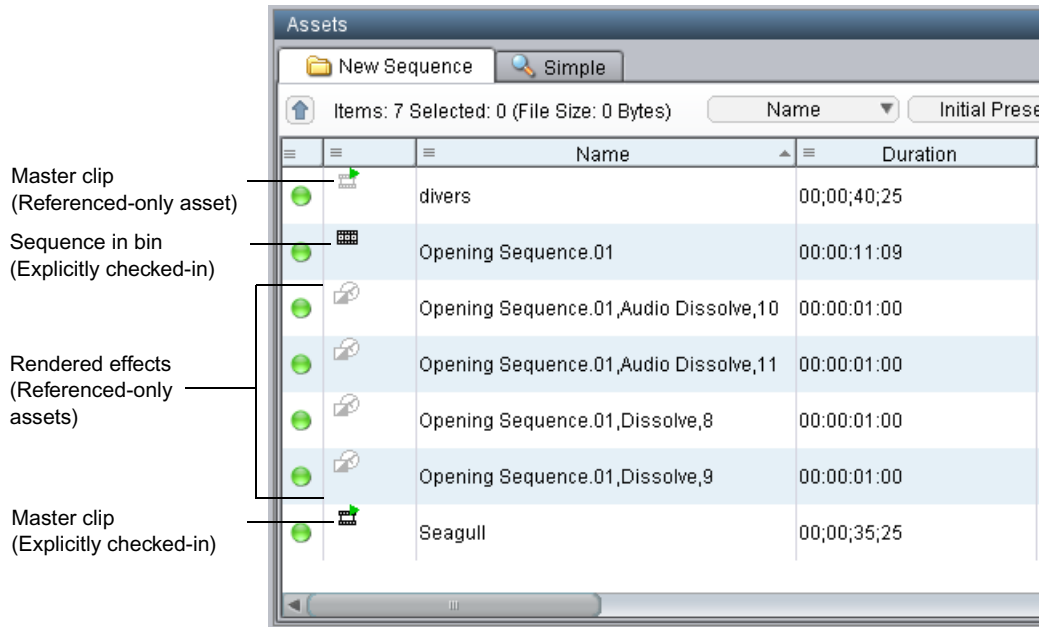 Assets
New Sequence
Simple
Items: 7 Selected: 0 (File Size: 0 Bytes)
Name
Initial Prese
Name
Duration
Master clip
(Referenced-only asset)
divers
00;00;40;25
Sequence in bin
(Explicitly checked-in)
Opening Sequence.01
00:00:11:09
Opening Sequence.01,Audio Dissolve,10
00:00:01:00
Rendered effects
(Referenced-only
assets)
Opening Sequence.01,Audio Dissolve,11
00:00:01:00
Opening Sequence.01,Dissolve,8
00:00:01:00
Opening Sequence.01,Dissolve,9
00:00:01:00
Master clip
(Explicitly checked-in)
Seagull
00;00;35;25